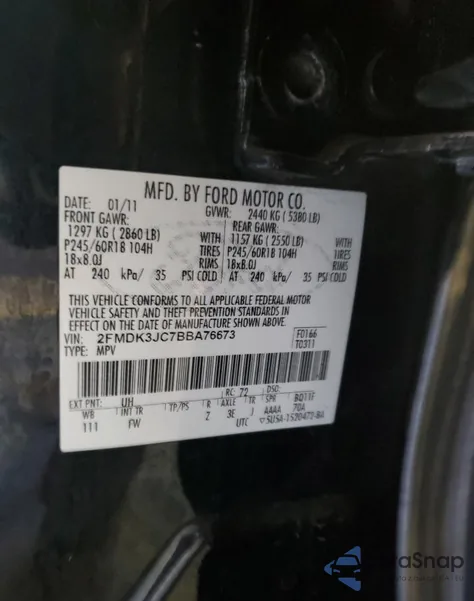 MFD. BY FORD MOTOR CO.
DATE: 01/11 GVWR: 2440 KG ( 5380 LB)
FRONT GAWR: REAR GAWR:
1297 KG ( 2860 LB) WITH 1157 KG ( 2550 LB) WITH
P245/60R18 104H TIRES P245/60R18 104H TIRES
18x8.0J RIMS 18x8.0J RIMS
AT 240 kPa/ 35 PSI COLD AT 240 kPa/ 35 PSI COLD
THIS VEHICLE CONFORMS TO ALL APPLICABLE FEDERAL MOTOR
VEHICLE SAFETY AND THEFT PREVENTION STANDARDS IN
EFFECT ON THE DATE OF MANUFACTURE SHOWN ABOVE.
VIN: 2FMDK3JC7BBA76673 F0166
TYPE: MPV T0311
EXT PNT: UH RC: 72 DSO:
WB INT TR TP/PS R AXLE TR SPR B011F
111 FW Z 3E J AAAA 70A
UTC